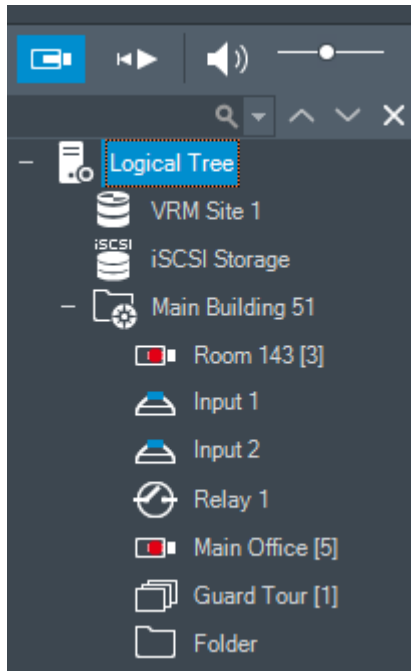 Logical Tree
VRM Site 1
iSCSI
iSCSI Storage
Main Building 51
Room 143 [3]
Input 1
Input 2
Relay 1
Main Office [5]
Guard Tour [1]
Folder